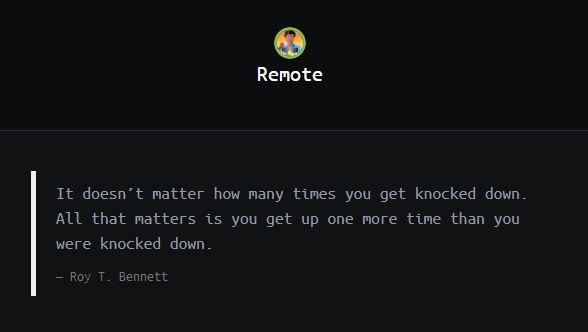 Remote
It doesn´t matter how many times you get knocked down.
All that matters is you get up one more time than you
were knocked down.
— Roy T. Bennett